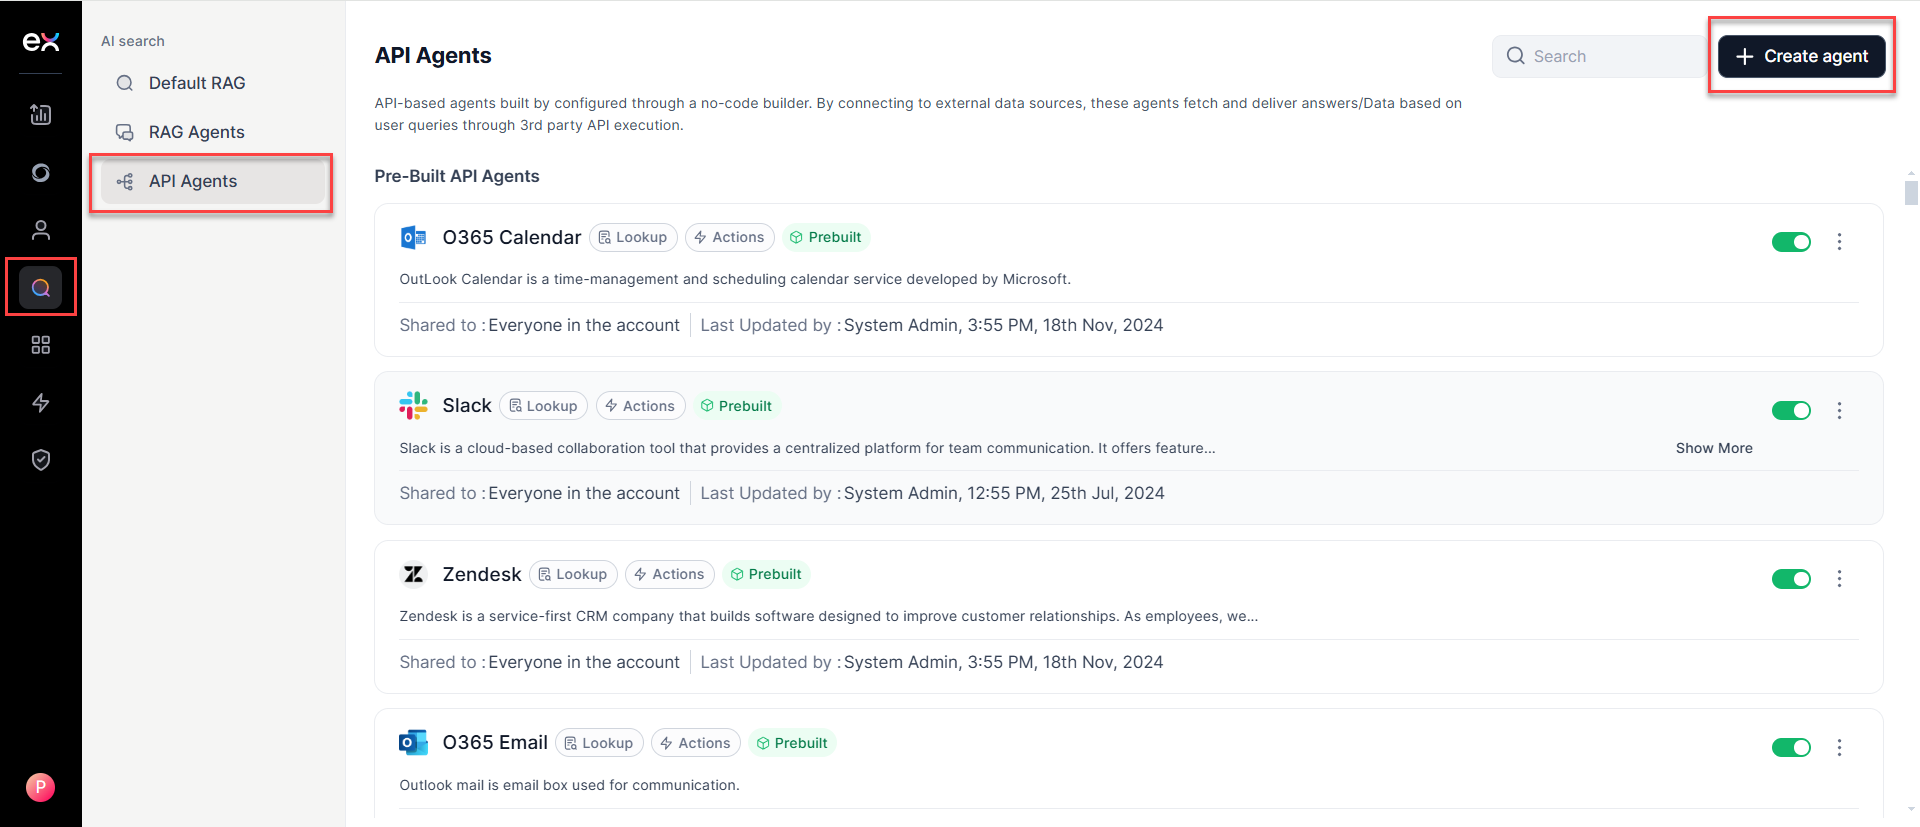 ex
AI search
Default RAG
RAG Agents
API Agents
P
API Agents
Search
Create agent
API-based agents built by configured through a no-code builder. By connecting to external data sources, these agents fetch and deliver answers/Data based on
user queries through 3rd party API execution.
Pre-Built API Agents
O365 Calendar Lookup Actions Prebuilt
OutLook Calendar is a time-management and scheduling calendar service developed by Microsoft.
Shared to : Everyone in the account Last Updated by : System Admin, 3:55 PM, 18th Nov, 2024
Slack Lookup Actions Prebuilt
Slack is a cloud-based collaboration tool that provides a centralized platform for team communication. It offers feature... Show More
Shared to : Everyone in the account Last Updated by : System Admin, 12:55 PM, 25th Jul, 2024
Zendesk Lookup Actions Prebuilt
Zendesk is a service-first CRM company that builds software designed to improve customer relationships. As employees, we...
Shared to : Everyone in the account Last Updated by : System Admin, 3:55 PM, 18th Nov, 2024
O365 Email Lookup Actions Prebuilt
Outlook mail is email box used for communication.